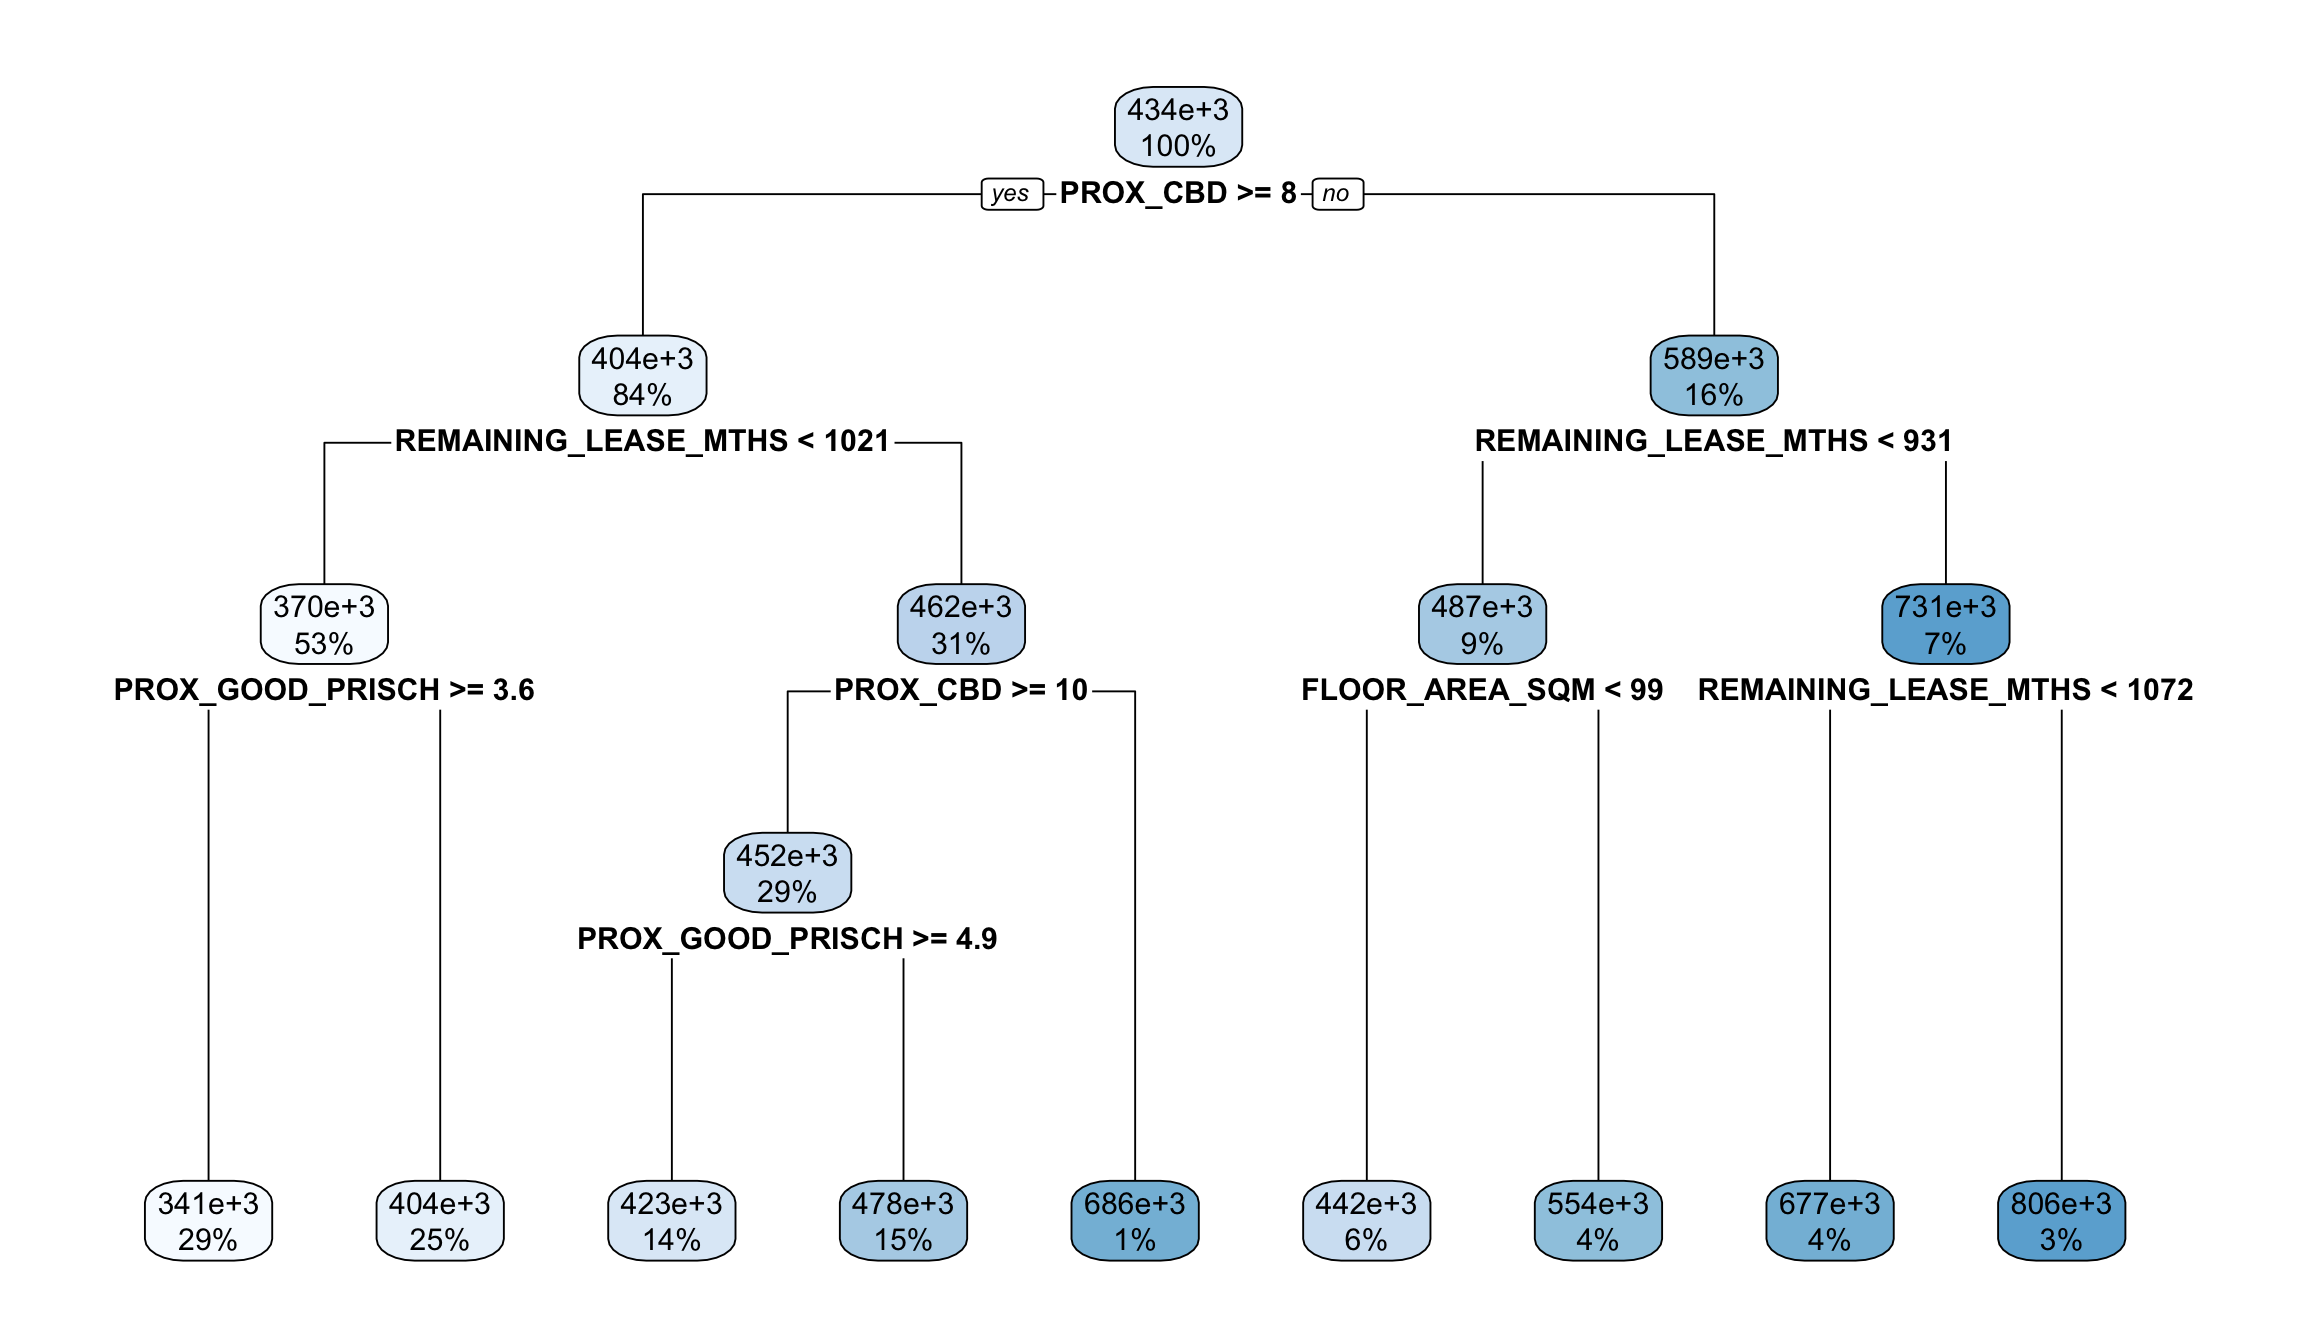 434e+3
100%
yes PROX_CBD >= 8 no
404e+3
84%
589e+3
16%
REMAINING_LEASE_MTHS < 1021
REMAINING_LEASE_MTHS < 931
370e+3
53%
462e+3
31%
487e+3
9%
731e+3
7%
PROX_GOOD_PRISCH >= 3.6
PROX_CBD >= 10
FLOOR_AREA_SQM < 99
REMAINING_LEASE_MTHS < 1072
452e+3
29%
PROX_GOOD_PRISCH >= 4.9
341e+3
29%
404e+3
25%
423e+3
14%
478e+3
15%
686e+3
1%
442e+3
6%
554e+3
4%
677e+3
4%
806e+3
3%